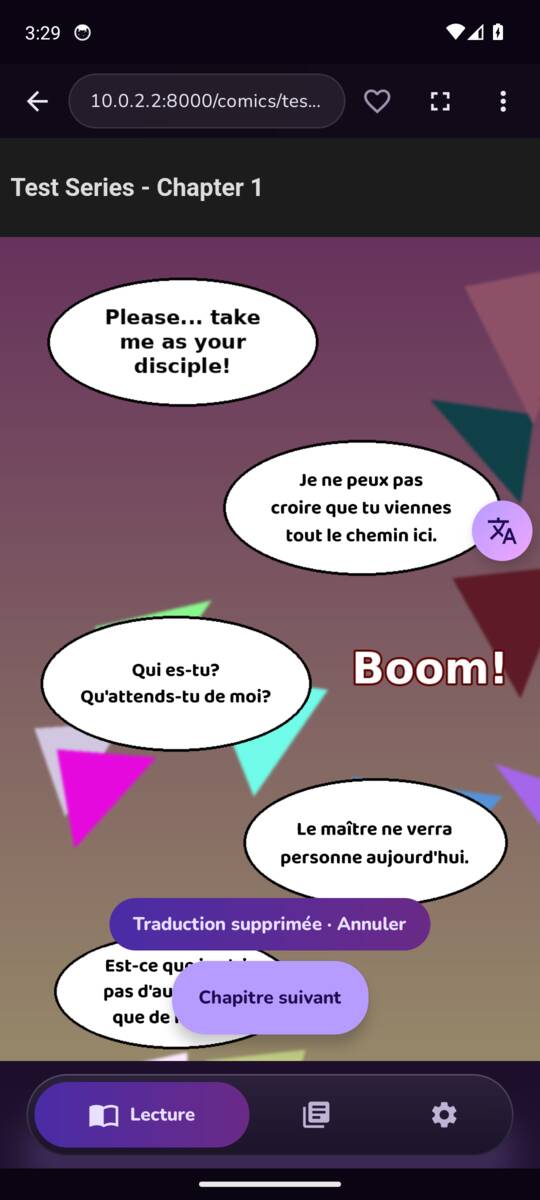 3:29
10.0.2.2:8000/comics/tes...
Test Series - Chapter 1
Please... take
me as your
disciple!
Je ne peux pas
croire que tu viennes
tout le chemin ici.
Qui es-tu?
Qu'attends-tu de moi?
Boom!
Le maître ne verra
personne aujourd'hui.
Traduction supprimée · Annuler
Est-ce que
pas
que de
Chapitre suivant
Lecture